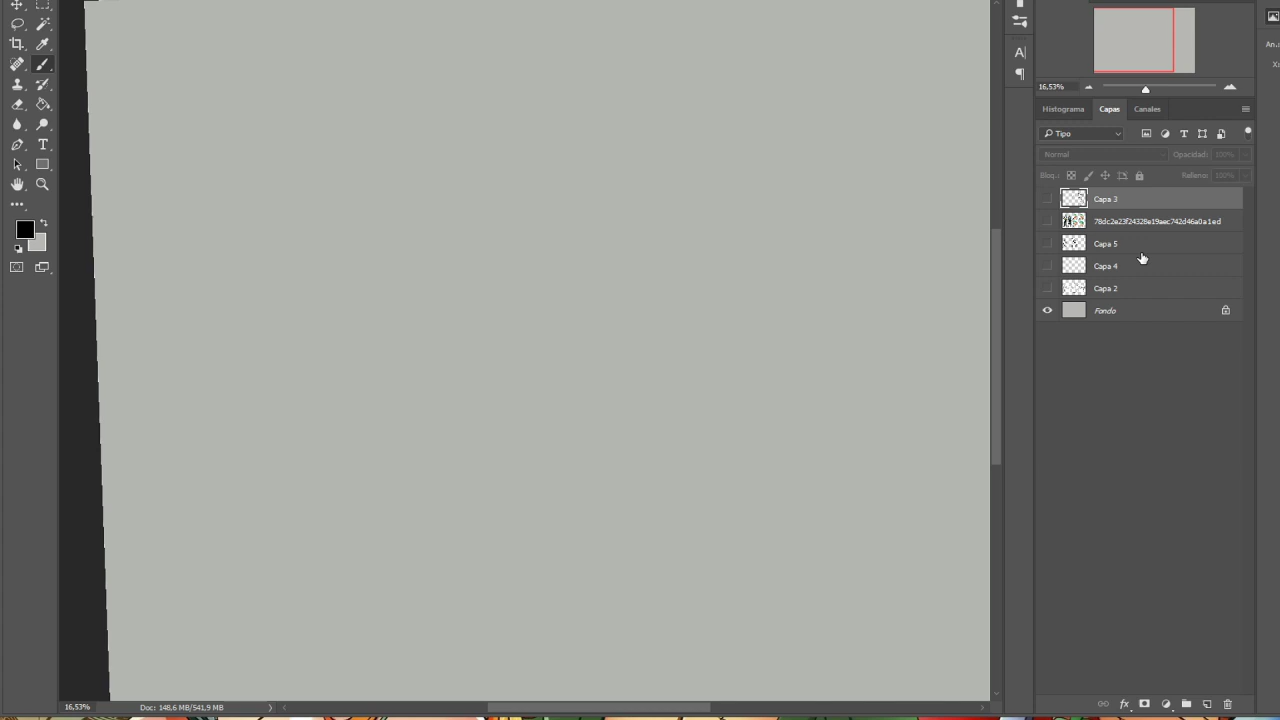 16,53%
Histograma Capas Canales
Tipo
Normal Opacidad: 100%
Bloq.: Relleno: 100%
Capa 3
78dc2e23f24328e19aec742d46a0a1ed
Capa 5
Capa 4
Capa 2
Fondo
16,53% Doc: 148,6 MB/541,9 MB